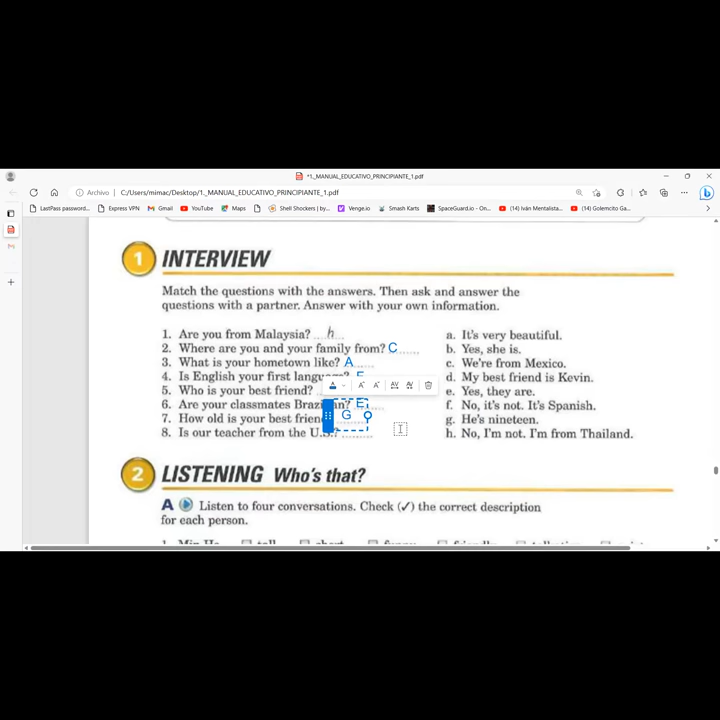 *1._MANUAL_EDUCATIVO_PRINCIPIANTE_1.pdf
Archivo | C:/Users/mimac/Desktop/1._MANUAL_EDUCATIVO_PRINCIPIANTE_1.pdf
LastPass password... Express VPN Gmail YouTube Maps Shell Shockers | by... Venge.io Smash Karts SpaceGuard.io - On... (14) Iván Mentalista... (14) Golemcito Ga...
1 INTERVIEW
Match the questions with the answers. Then ask and answer the
questions with a partner. Answer with your own information.
1. Are you from Malaysia? h
2. Where are you and your family from? C
3. What is your hometown like? A
4. Is English your first language?
5. Who is your best friend?
6. Are your classmates Brazilian? E
7. How old is your best friend G
8. Is our teacher from the U.S.?
a. It's very beautiful.
b. Yes, she is.
c. We're from Mexico.
d. My best friend is Kevin.
e. Yes, they are.
f. No, it's not. It's Spanish.
g. He's nineteen.
h. No, I'm not. I'm from Thailand.
2 LISTENING Who's that?
A Listen to four conversations. Check (✓) the correct description
for each person.